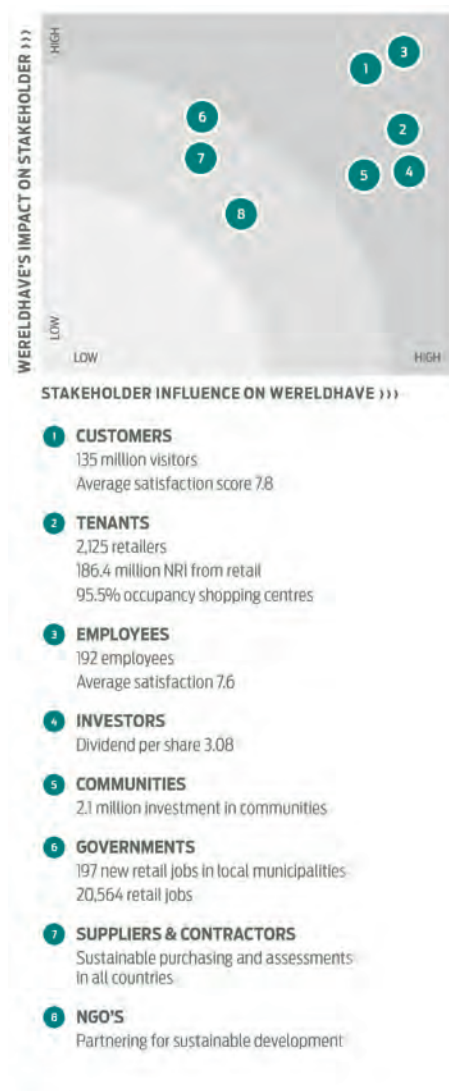 WERELDHAVE'S IMPACT ON STAKEHOLDER ›››
HIGH
LOW
3
1
2
6
7
5
4
8
LOW
HIGH
STAKEHOLDER INFLUENCE ON WERELDHAVE ›››
1 CUSTOMERS
135 million visitors
Average satisfaction score 7.8
2 TENANTS
2,125 retailers
186.4 million NRI from retail
95.5% occupancy shopping centres
3 EMPLOYEES
192 employees
Average satisfaction 7.6
4 INVESTORS
Dividend per share 3.08
5 COMMUNITIES
2.1 million investment in communities
6 GOVERNMENTS
197 new retail jobs in local municipalities
20,564 retail jobs
7 SUPPLIERS & CONTRACTORS
Sustainable purchasing and assessments
in all countries
8 NGO'S
Partnering for sustainable development